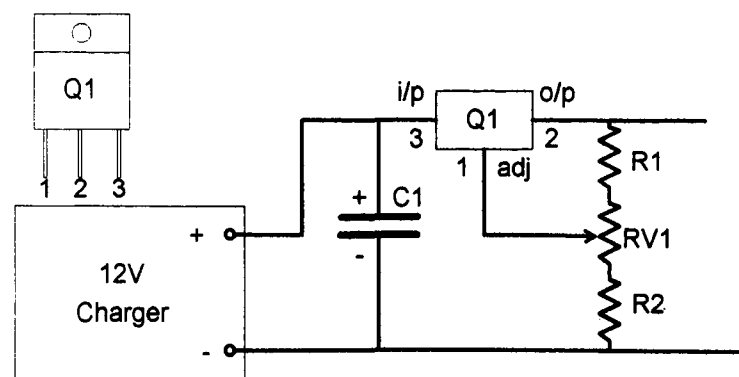 Q1
1 2 3
i/p o/p
Q1
3 2
1 adj
R1
+ C1
-
+
RV1
12V
Charger
R2
-